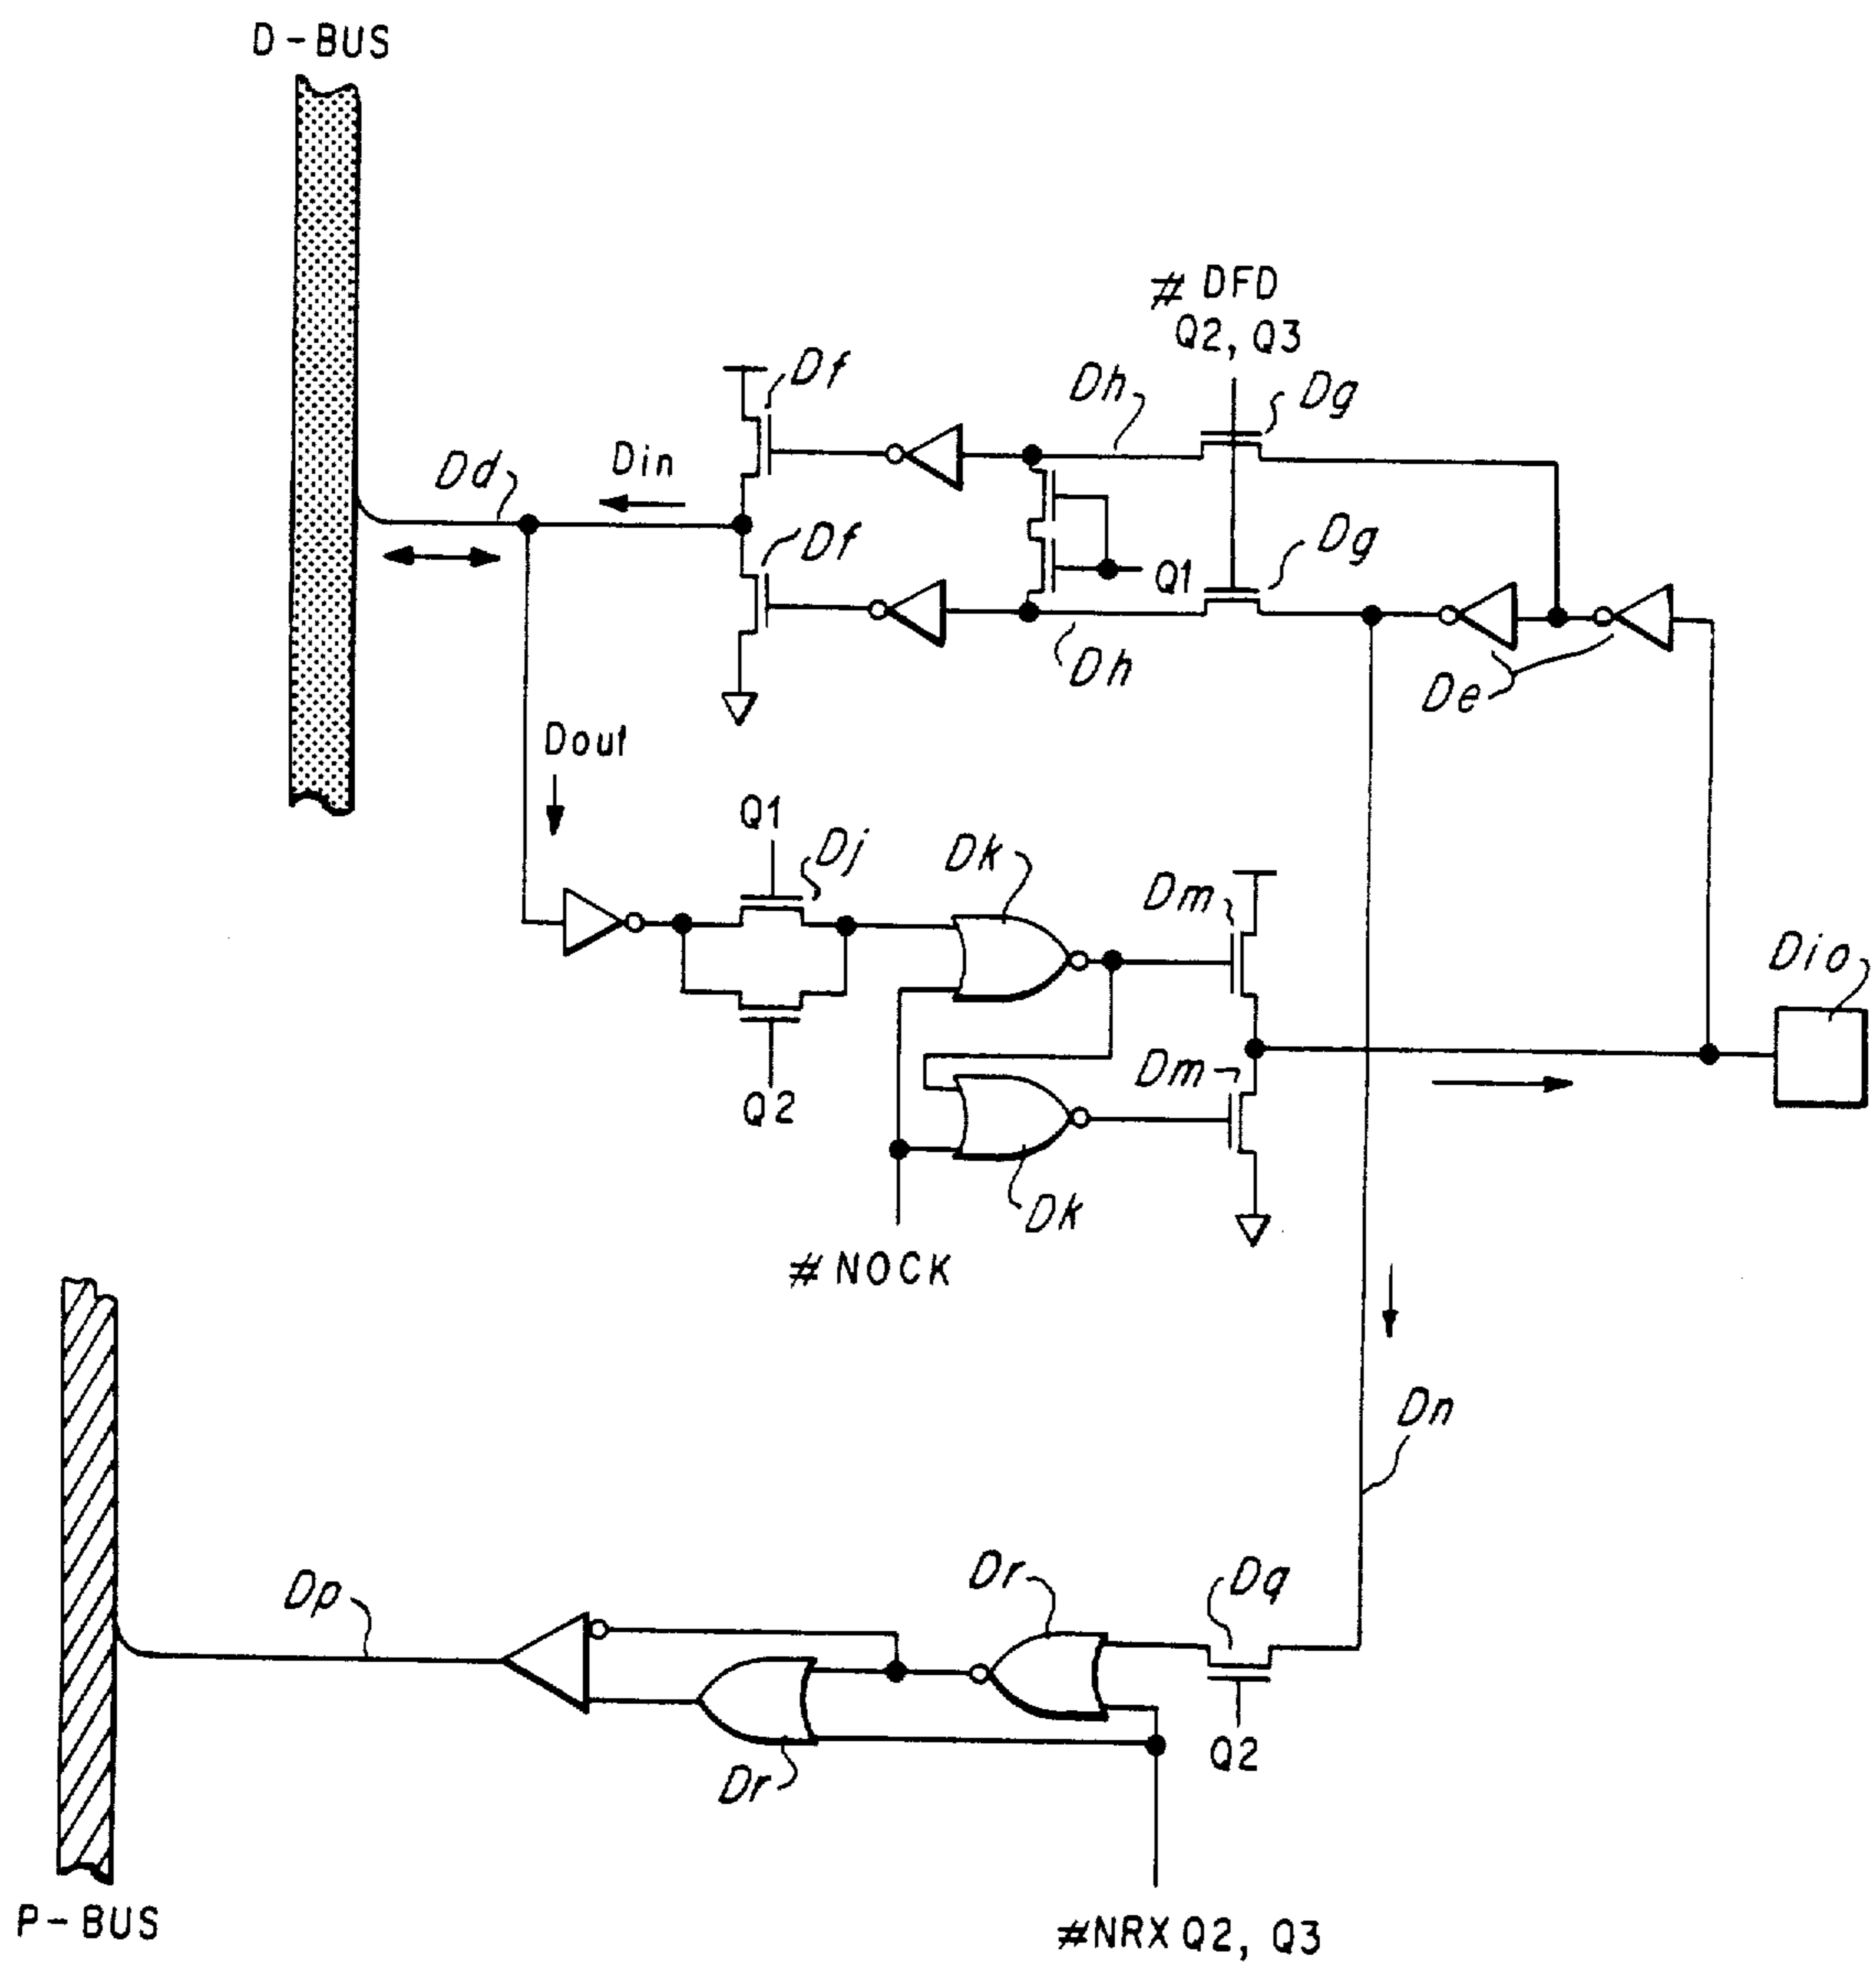 D-BUS
# DFD
Q2, Q3
Df
Dh
Dg
Dd
Din
Df
Dg
Q1
Dh
De
Dout
Q1
Dj
Dk
Dm
Dio
Dm
Q2
Dk
#NOCK
Dn
Dr
Dq
Dp
Q2
Dr
P-BUS
#NRX Q2, Q3